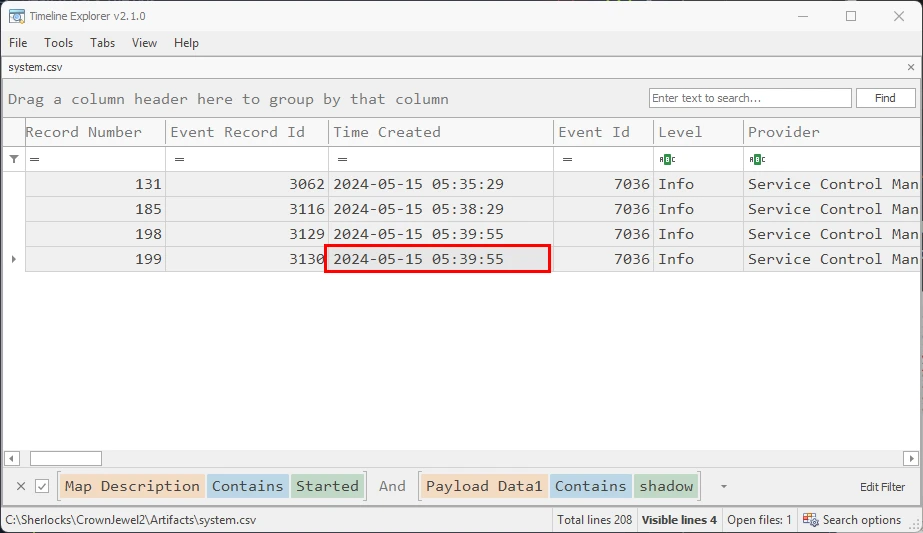 Timeline Explorer v2.1.0
File Tools Tabs View Help
system.csv
Drag a column header here to group by that column
Enter text to search... Find
Record Number Event Record Id Time Created Event Id Level Provider
= = = = ABC ABC
131 3062 2024-05-15 05:35:29 7036 Info Service Control Man
185 3116 2024-05-15 05:38:29 7036 Info Service Control Man
198 3129 2024-05-15 05:39:55 7036 Info Service Control Man
199 3130 2024-05-15 05:39:55 7036 Info Service Control Man
Map Description Contains Started And Payload Data1 Contains shadow Edit Filter
C:\Sherlocks\CrownJewel2\Artifacts\system.csv Total lines 208 Visible lines 4 Open files: 1 Search options